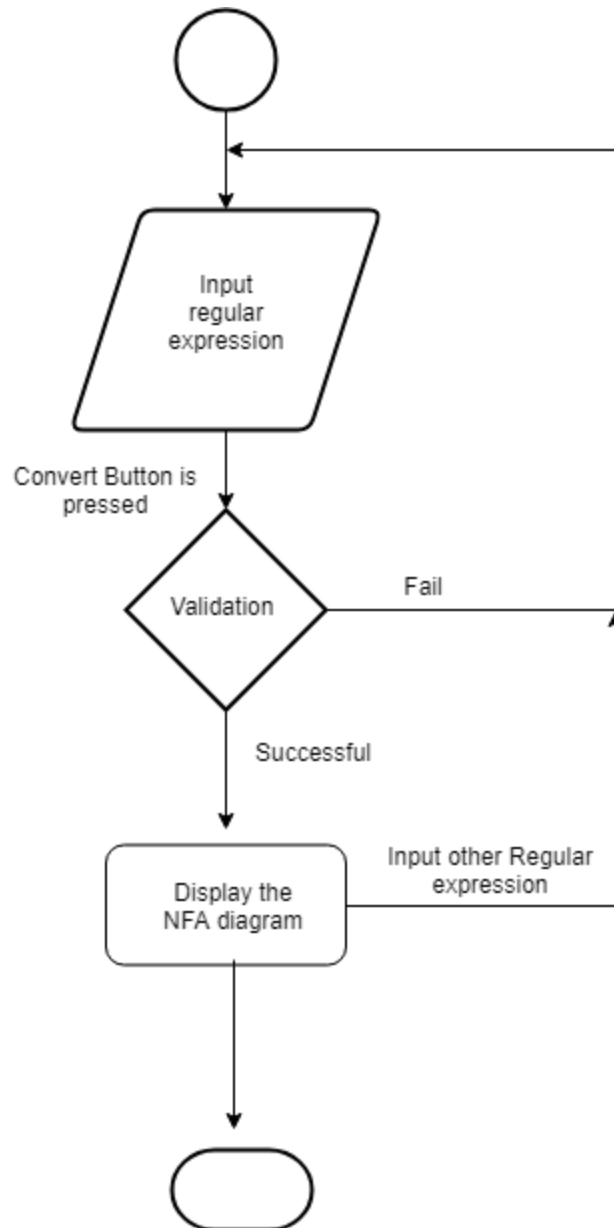 Input
regular
expression
Convert Button is
pressed
Validation
Fail
Successful
Input other Regular
expression
Display the
NFA diagram